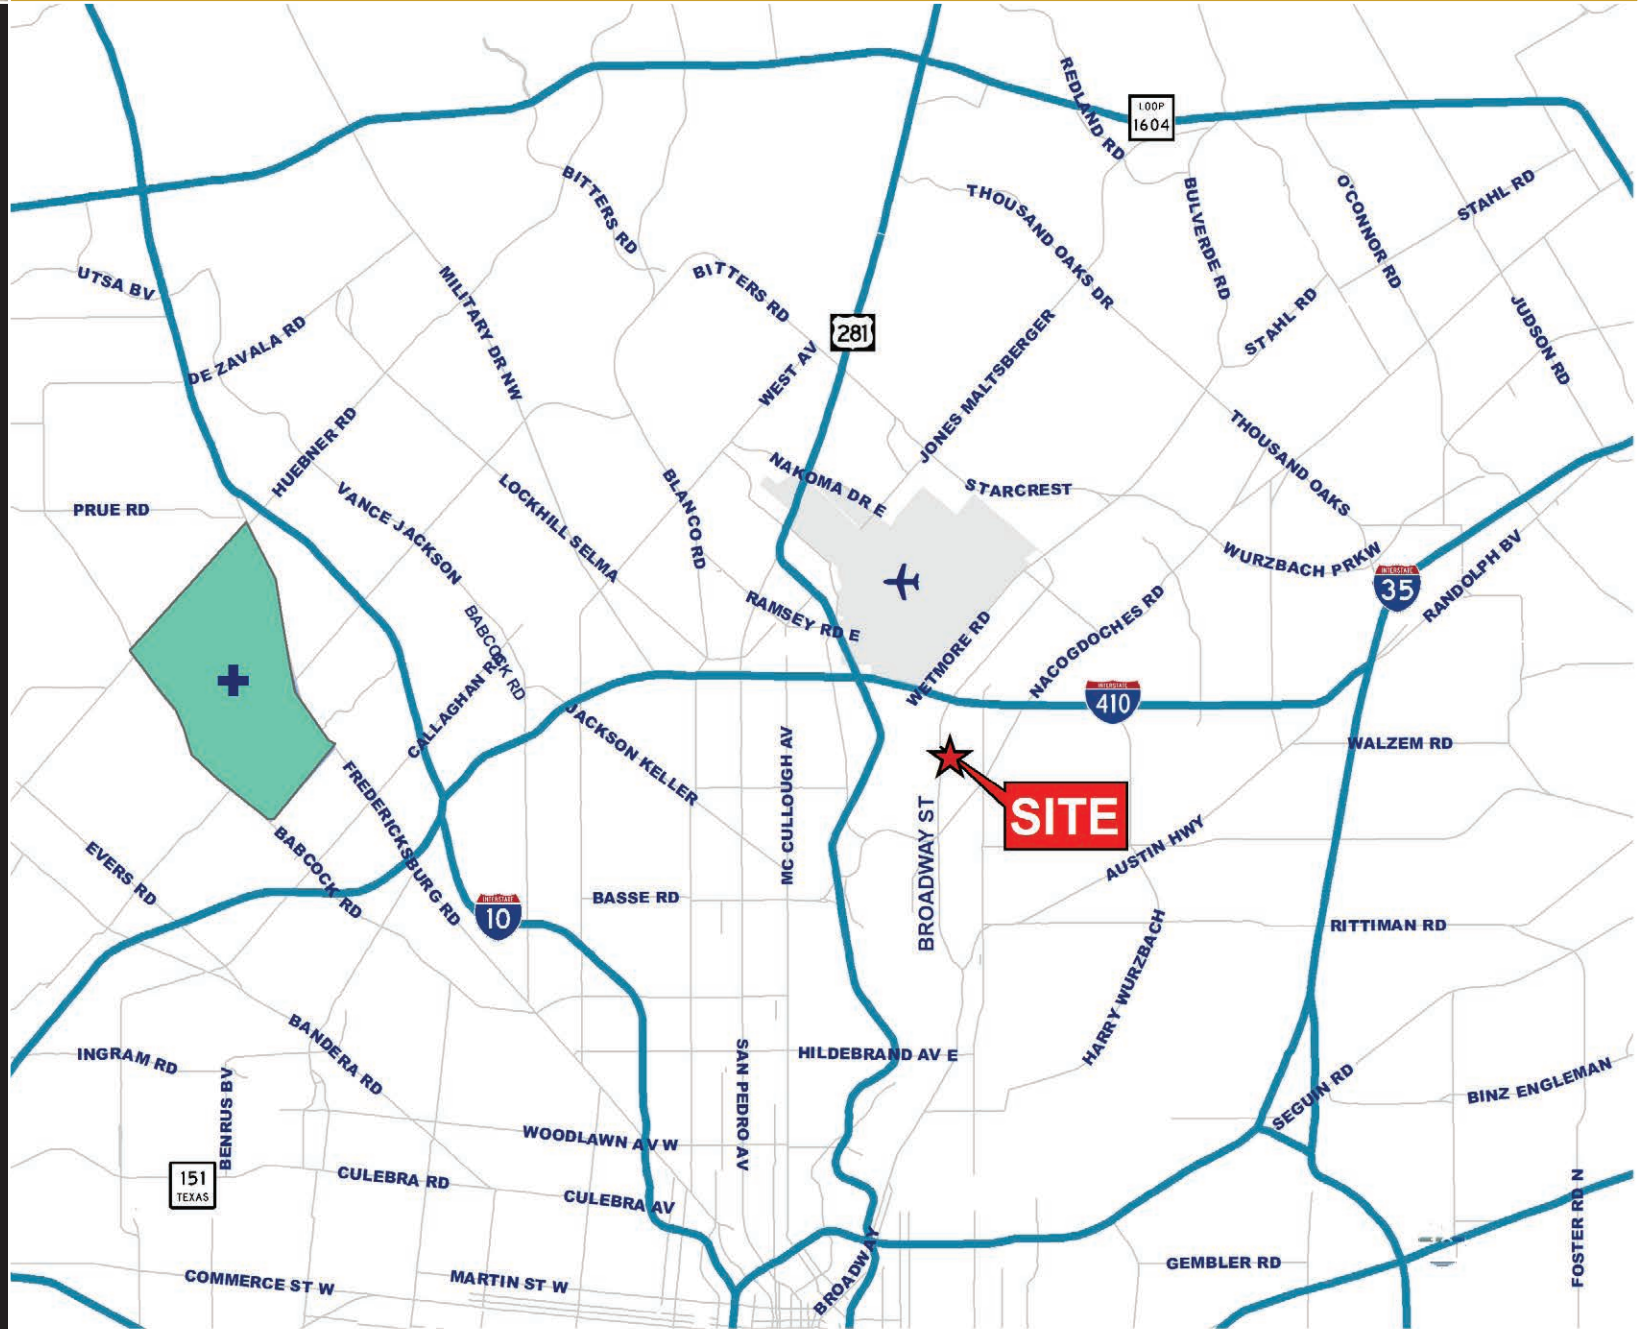 REDLAND RD
LOOP
1604
BITTERS RD
THOUSAND OAKS DR
BULVERDE RD
O'CONNOR RD
STAHL RD
UTSA BV
MILITARY DR NW
BITTERS RD
281
STAHL RD
JUDSON RD
DE ZAVALA RD
WEST AV
JONES MALTSBERGER
HUEBNER RD
THOUSAND OAKS
PRUE RD
VANCE JACKSON
LOCKHILL SELMA
BLANCO RD
NAKOMA DR E
STARCREST
WURZBACH PRKW
INTERSTATE
35
RANDOLPH BV
BABCOCK RD
RAMSEY RD E
WETMORE RD
NACOGDOCHES RD
CALLAGHAN RD
INTERSTATE
410
JACKSON KELLER
MC CULLOUGH AV
WALZEM RD
FREDERICKSBURG RD
BROADWAY ST
SITE
AUSTIN HWY
EVERS RD
BABCOCK RD
INTERSTATE
10
BASSE RD
HARRY WURZBACH
RITTIMAN RD
INGRAM RD
BANDERA RD
BENRUS BV
SAN PEDRO AV
HILDEBRAND AV E
SEGUIN RD
BINZ ENGLEMAN
WOODLAWN AV W
151
TEXAS
CULEBRA RD
CULEBRA AV
FOSTER RD N
COMMERCE ST W
MARTIN ST W
BROADWAY
GEMBLER RD